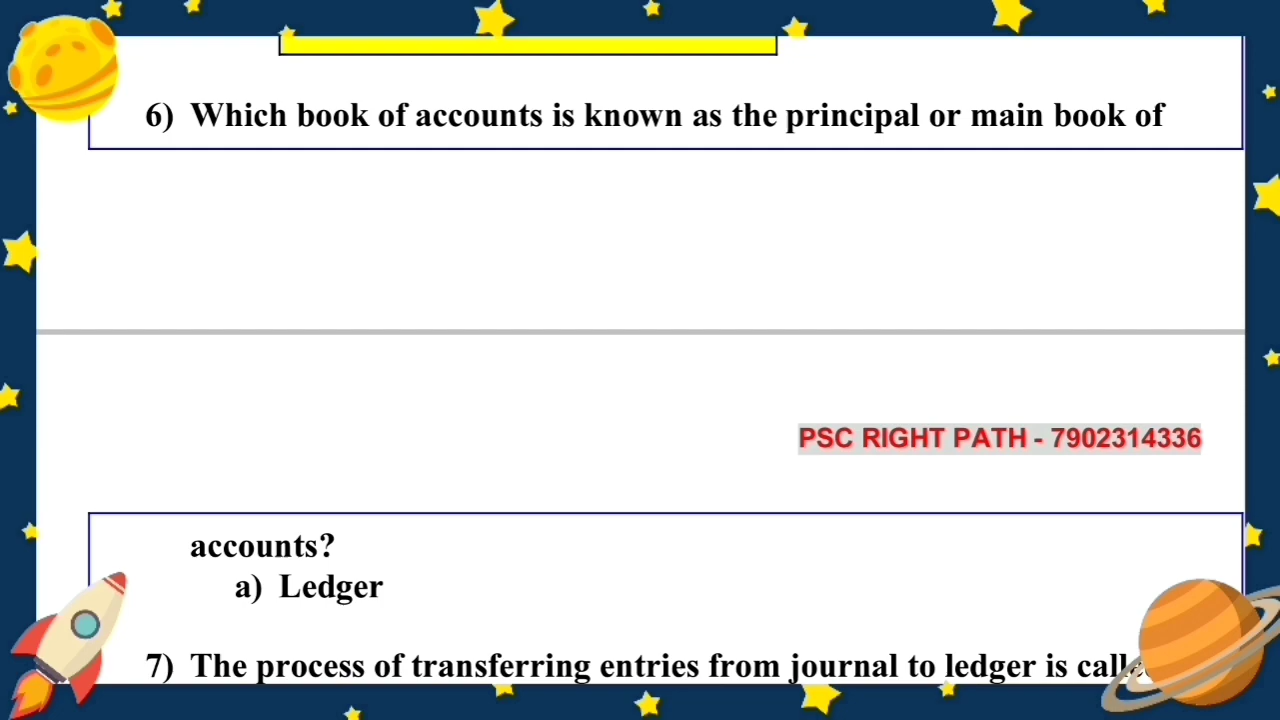 6) Which book of accounts is known as the principal or main book of
PSC RIGHT PATH - 7902314336
accounts?
a) Ledger
7) The process of transferring entries from journal to ledger is